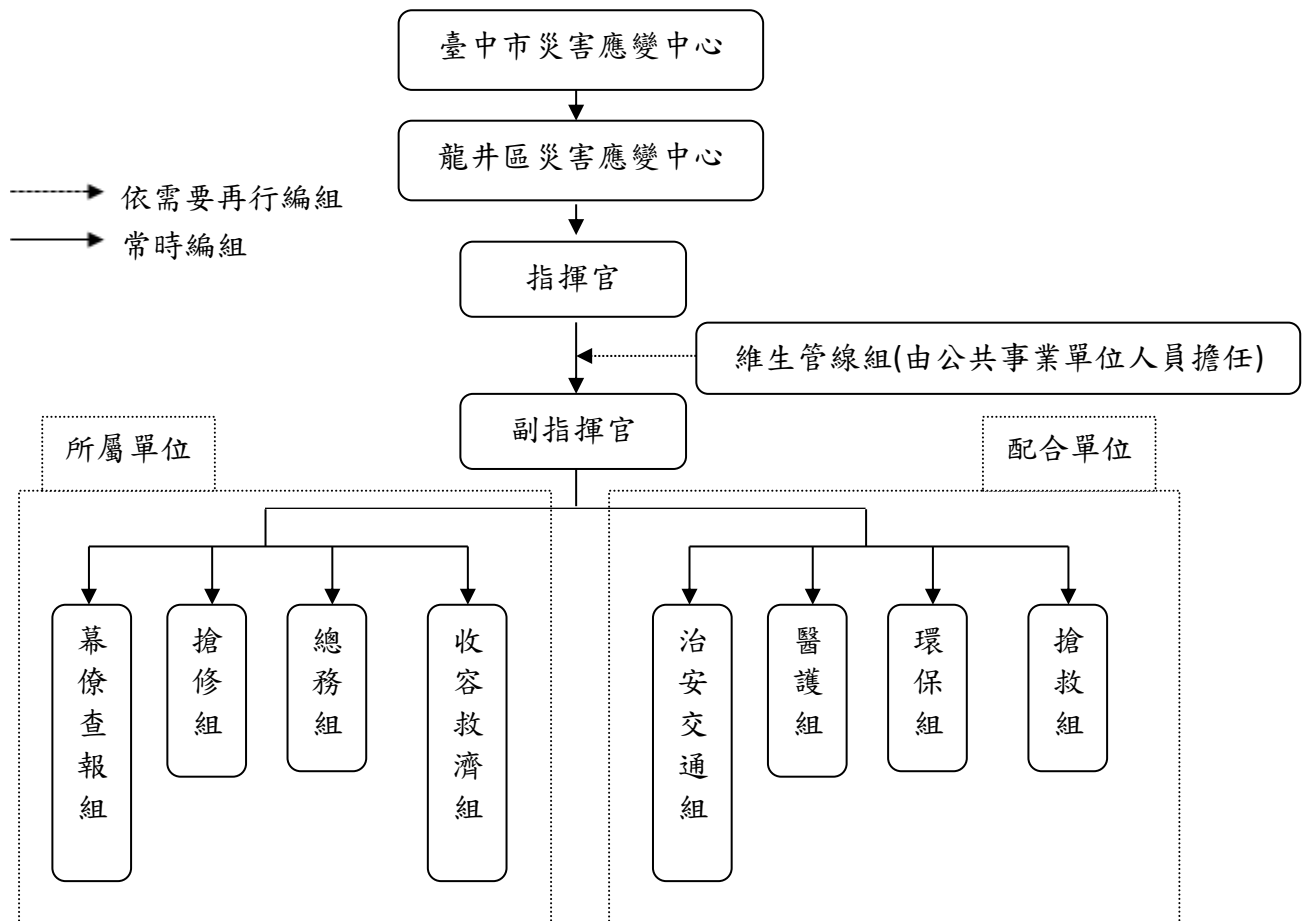 臺中市災害應變中心
龍井區災害應變中心
依需要再行編組
常時編組
指揮官
維生管線組(由公共事業單位人員擔任)
副指揮官
所屬單位
配合單位
幕僚查報組
搶修組
總務組
收容救濟組
治安交通組
醫護組
環保組
搶救組